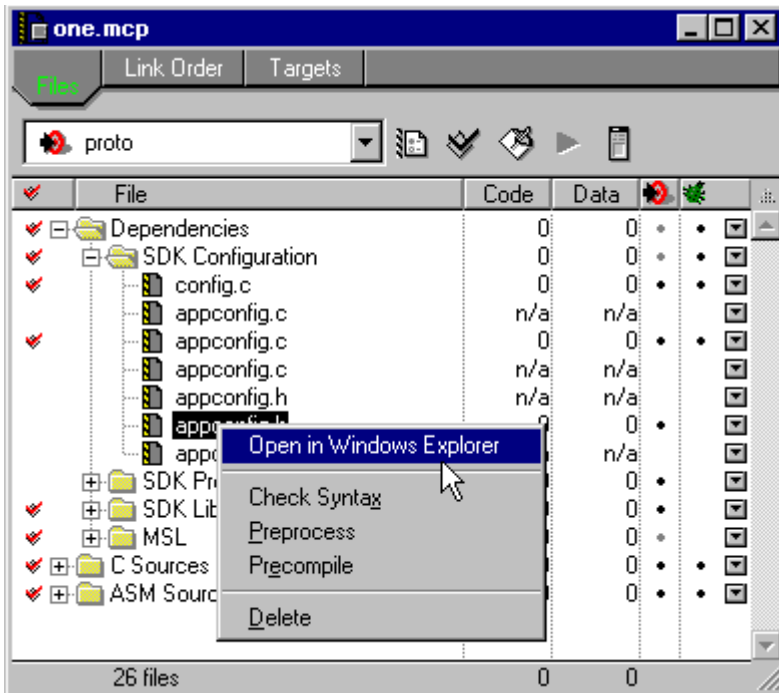 one.mcp
Files Link Order Targets
proto
File Code Data
Dependencies 0 0
SDK Configuration 0 0
config.c 0 0
appconfig.c n/a n/a
appconfig.c 0 0
appconfig.c n/a n/a
appconfig.h n/a n/a
0
n/a
SDK 0
SDK 0
MSL 0
C Sources 0
ASM 0
Open in Windows Explorer
Check Syntax
Preprocess
Precompile
Delete
26 files 0 0